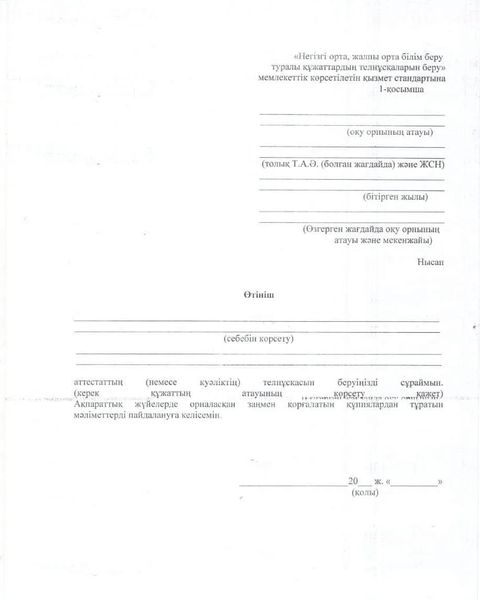 «Негізгі орта, жалпы орта білім беру
туралы құжаттардың телнұсқаларын беру»
мемлекеттік көрсетілетін қызмет стандартына
1-қосымша
(оқу орнының атауы)
(толық Т.А.Ә. (болған жағдайда) және ЖСН)
(бітірген жылы)
(Өзгерген жағдайда оқу орнының
атауы және мекенжайы)
Нысан
Өтініш
(себебін көрсету)
аттестаттың (немесе куәліктің) телнұсқасын беруіңізді сұраймын.
(керек құжаттың атауының көрсету қажет)
Ақпараттық жүйелерде орналасқан заңмен қорғалатын құпиялардан тұратын
мәліметтерді пайдалануға келісемін.
____________________20___ ж. «_________»
(қолы)